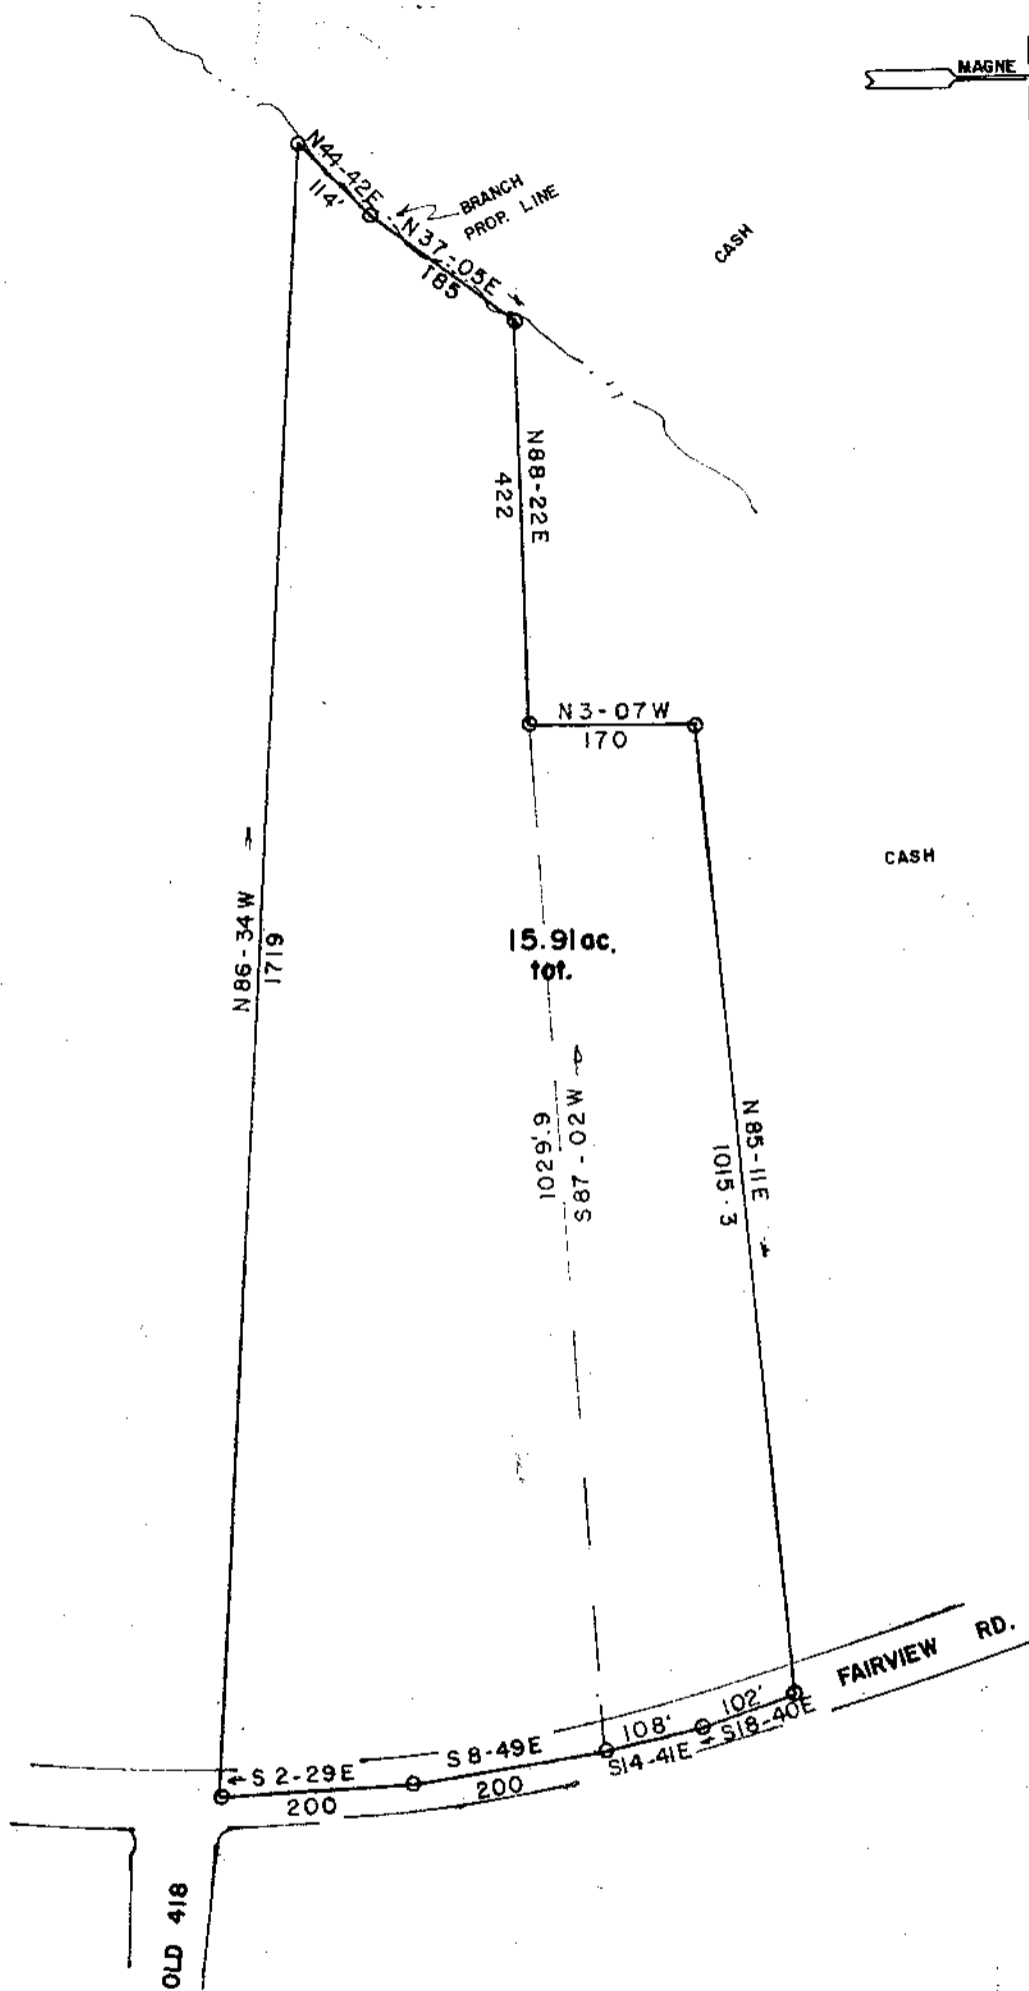 MAGNE
N44-42E
114'
BRANCH
PROP. LINE
N37-05E
185
CASH
N88-22E
422
N3-07W
170
CASH
N86-34W
1719
15.91ac.
tot.
1029'.9
S87-02W
N85-11E
1015.3
FAIRVIEW RD.
102'
S18-40E
108'
S14-41E
S8-49E
200
S2-29E
200
OLD 418